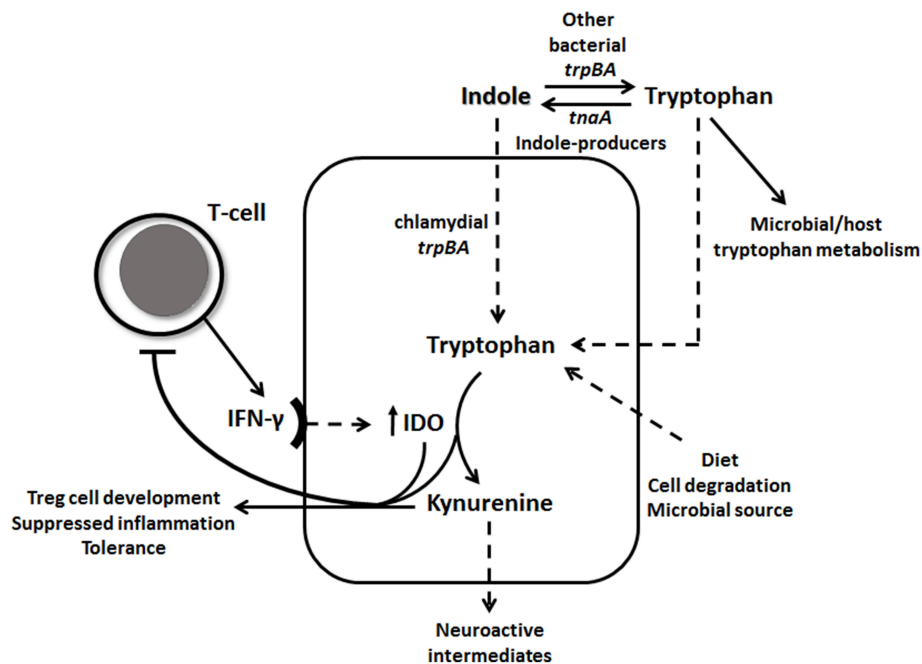 Other
bacterial
trpBA
Indole
Tryptophan
tnaA
Indole-producers
T-cell
chlamydial
trpBA
Microbial/host
tryptophan metabolism
Tryptophan
IFN-γ
IDO
Diet
Cell degradation
Microbial source
Treg cell development
Suppressed inflammation
Tolerance
Kynurenine
Neuroactive
intermediates